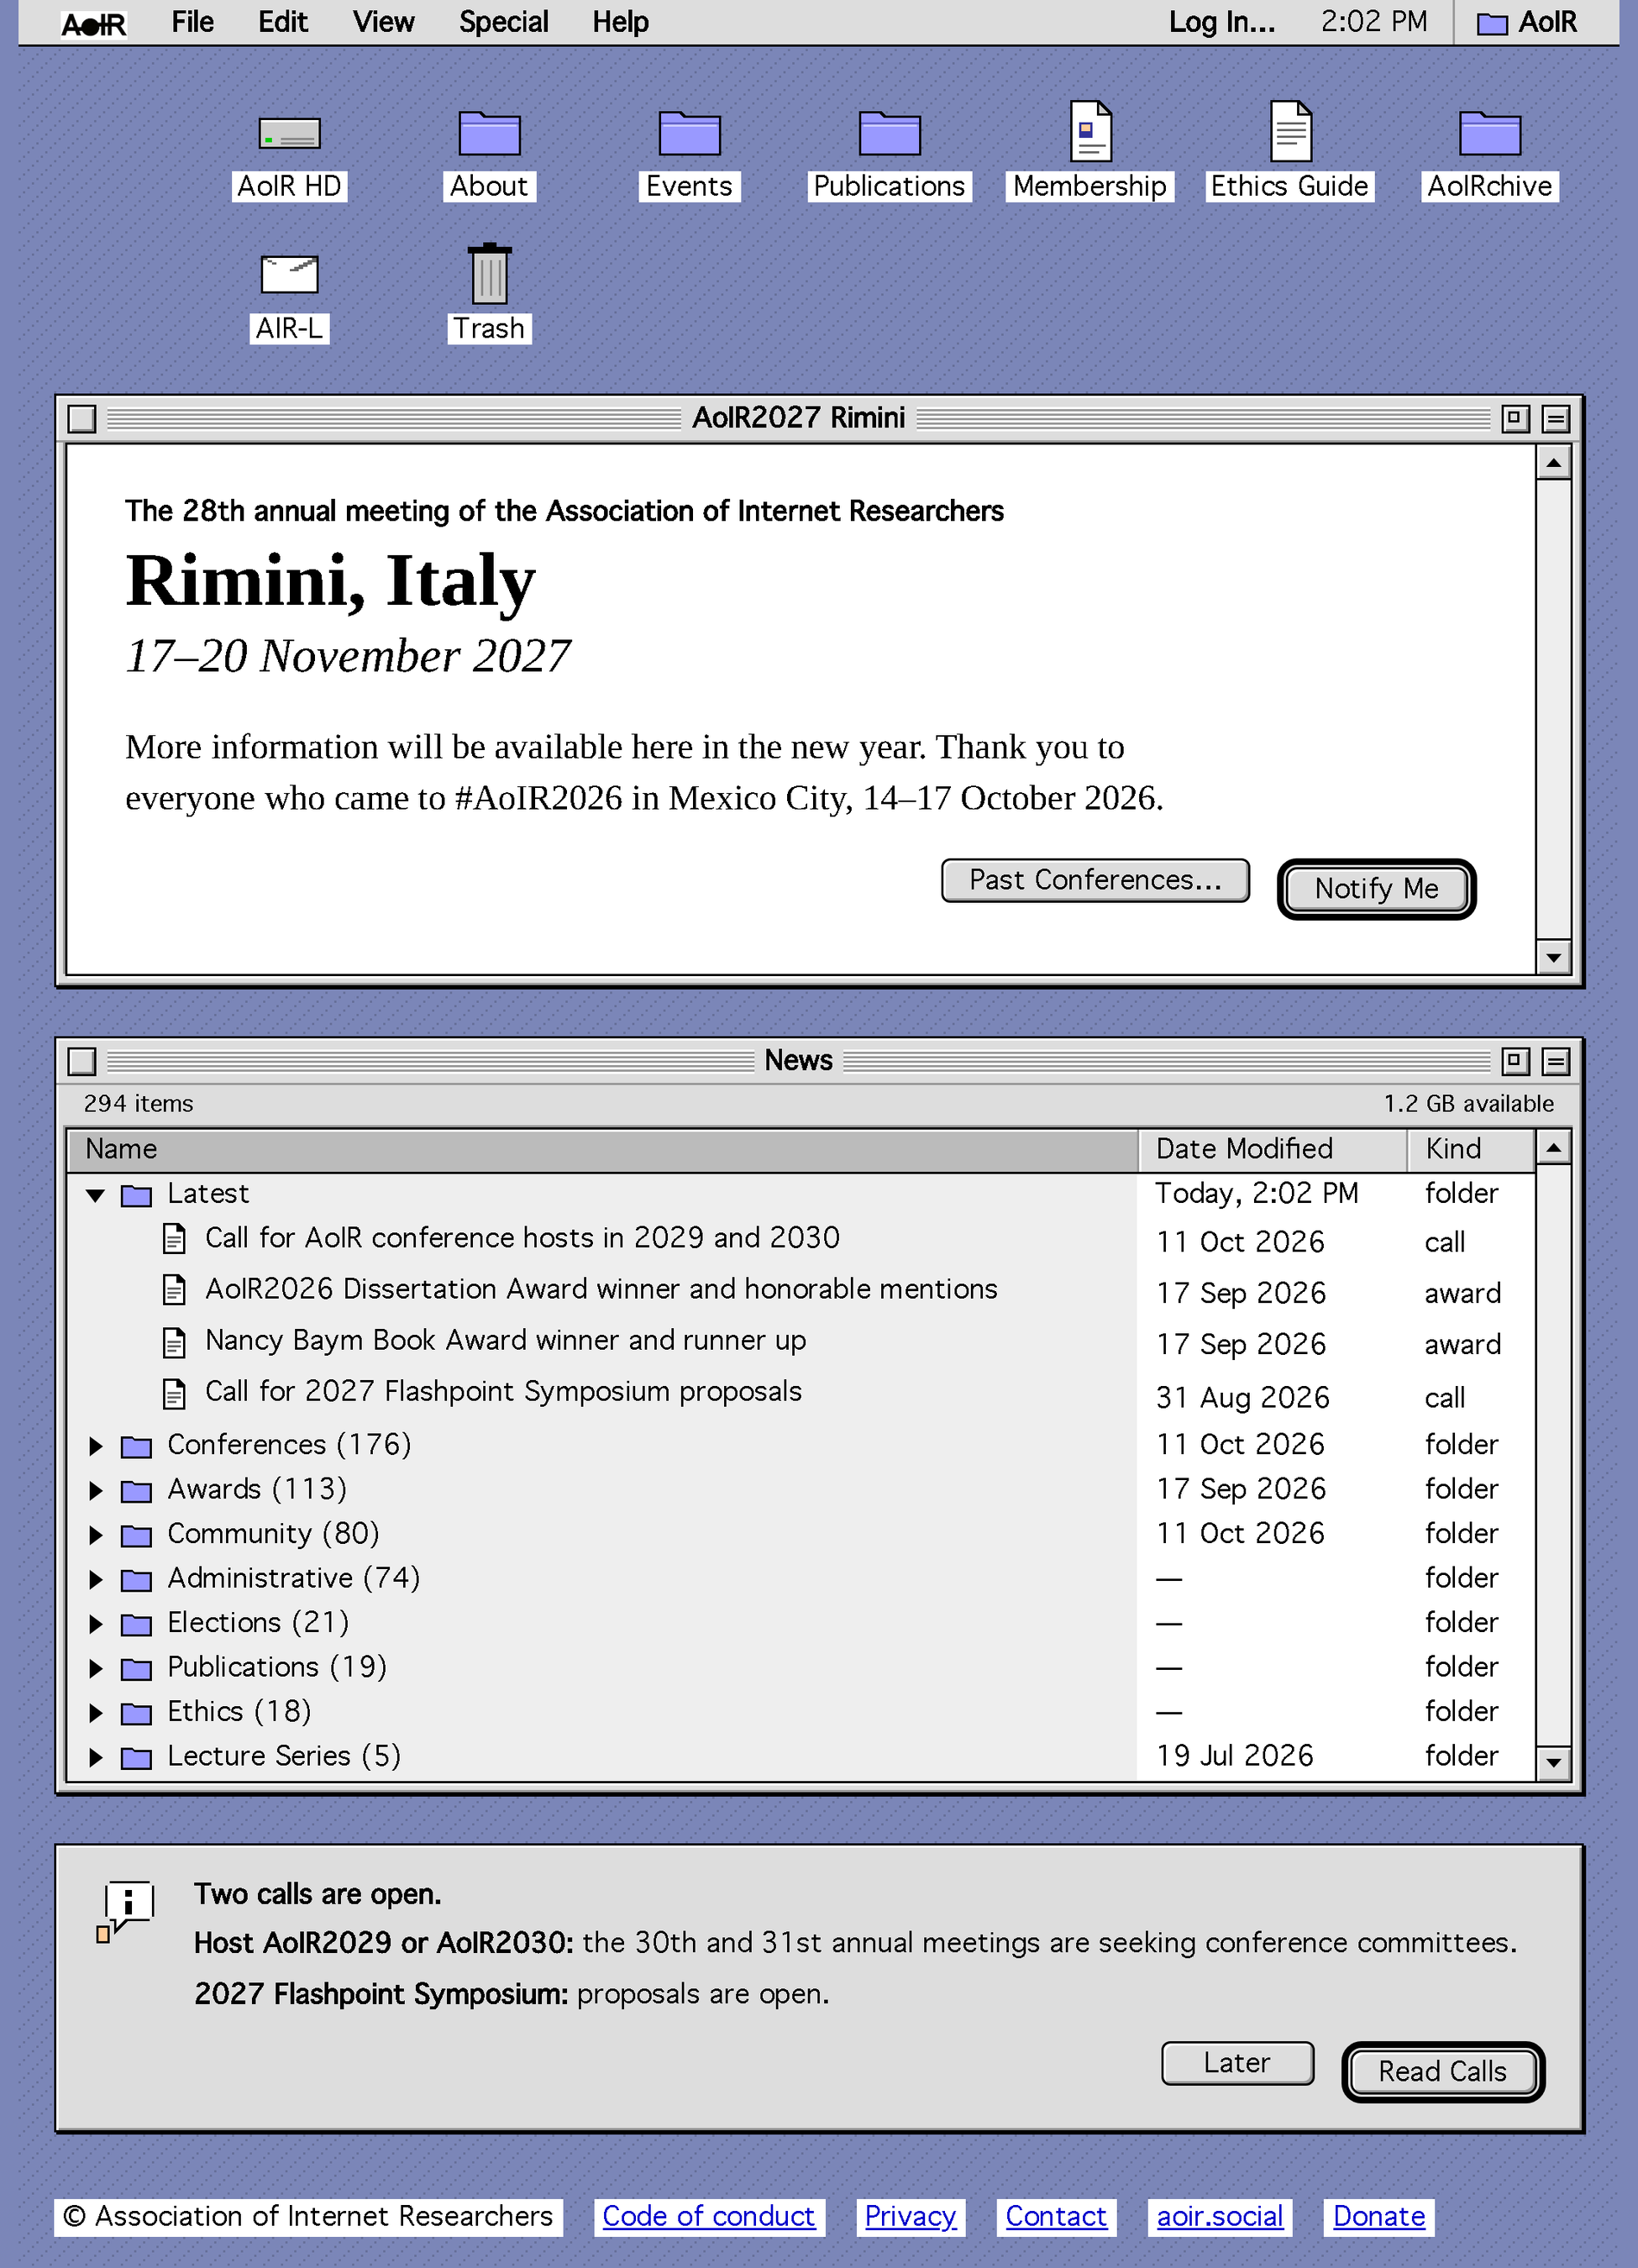 AoIR File Edit View Special Help Log In... 2:02 PM AoIR
AoIR HD About Events Publications Membership Ethics Guide AoIRchive
AIR-L Trash
AoIR2027 Rimini
The 28th annual meeting of the Association of Internet Researchers
Rimini, Italy
17–20 November 2027
More information will be available here in the new year. Thank you to
everyone who came to #AoIR2026 in Mexico City, 14–17 October 2026.
Past Conferences... Notify Me
News
294 items 1.2 GB available
Name Date Modified Kind
Latest Today, 2:02 PM folder
Call for AoIR conference hosts in 2029 and 2030 11 Oct 2026 call
AoIR2026 Dissertation Award winner and honorable mentions 17 Sep 2026 award
Nancy Baym Book Award winner and runner up 17 Sep 2026 award
Call for 2027 Flashpoint Symposium proposals 31 Aug 2026 call
Conferences (176) 11 Oct 2026 folder
Awards (113) 17 Sep 2026 folder
Community (80) 11 Oct 2026 folder
Administrative (74) — folder
Elections (21) — folder
Publications (19) — folder
Ethics (18) — folder
Lecture Series (5) 19 Jul 2026 folder
Two calls are open.
Host AoIR2029 or AoIR2030: the 30th and 31st annual meetings are seeking conference committees.
2027 Flashpoint Symposium: proposals are open.
Later Read Calls
© Association of Internet Researchers Code of conduct Privacy Contact aoir.social Donate